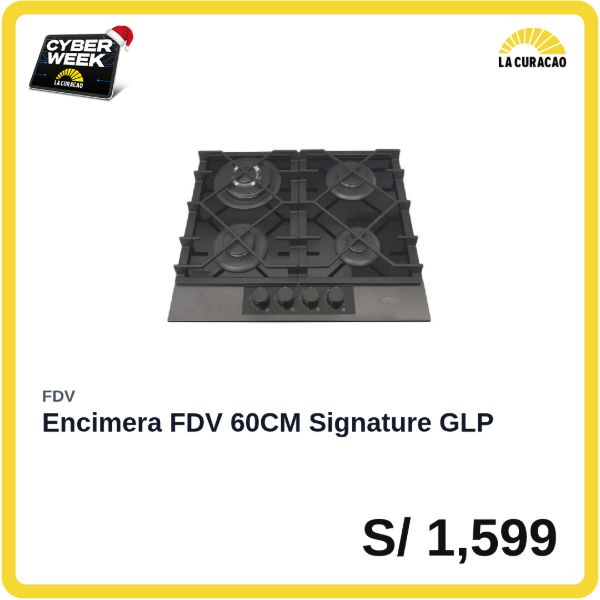 CYBER
WEEK
LA CURACAO
LA CURACAO
FDV
Encimera FDV 60CM Signature GLP
S/ 1,599